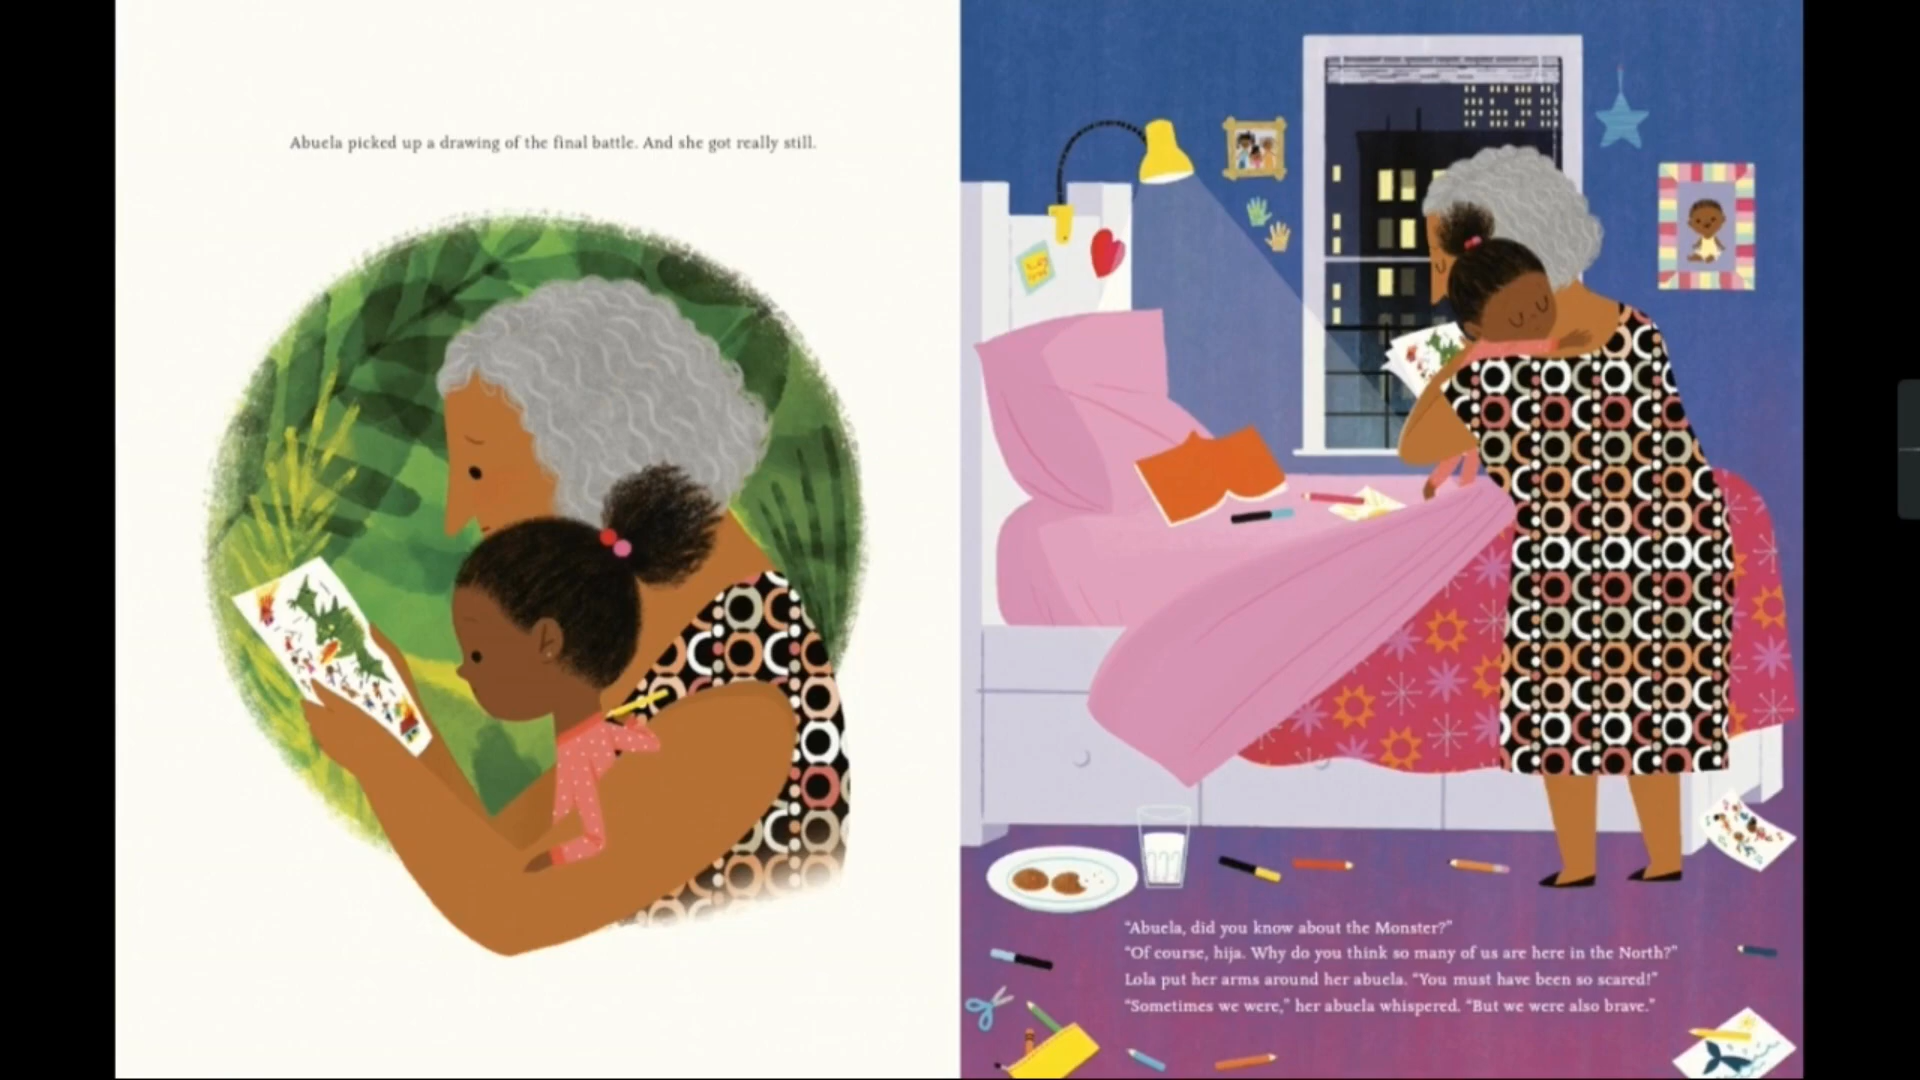 Abuela picked up a drawing of the final battle. And she got really still.
“Abuela, did you know about the Monster?”
“Of course, hija. Why do you think so many of us are here in the North?”
Lola put her arms around her abuela. “You must have been so scared!”
“Sometimes we were,” her abuela whispered. “But we were also brave.”